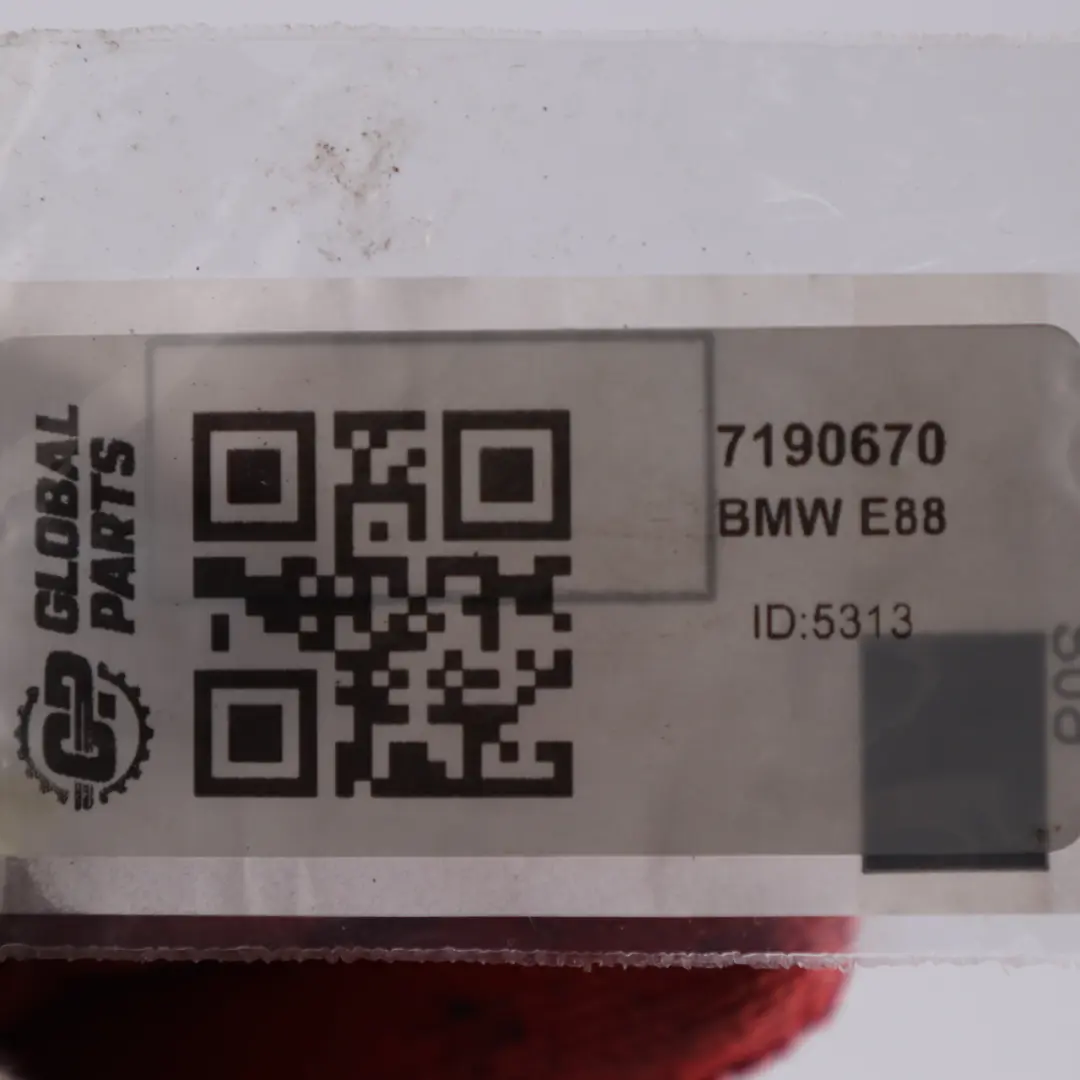 GLOBAL
PARTS
7190670
BMW E88
ID:5313